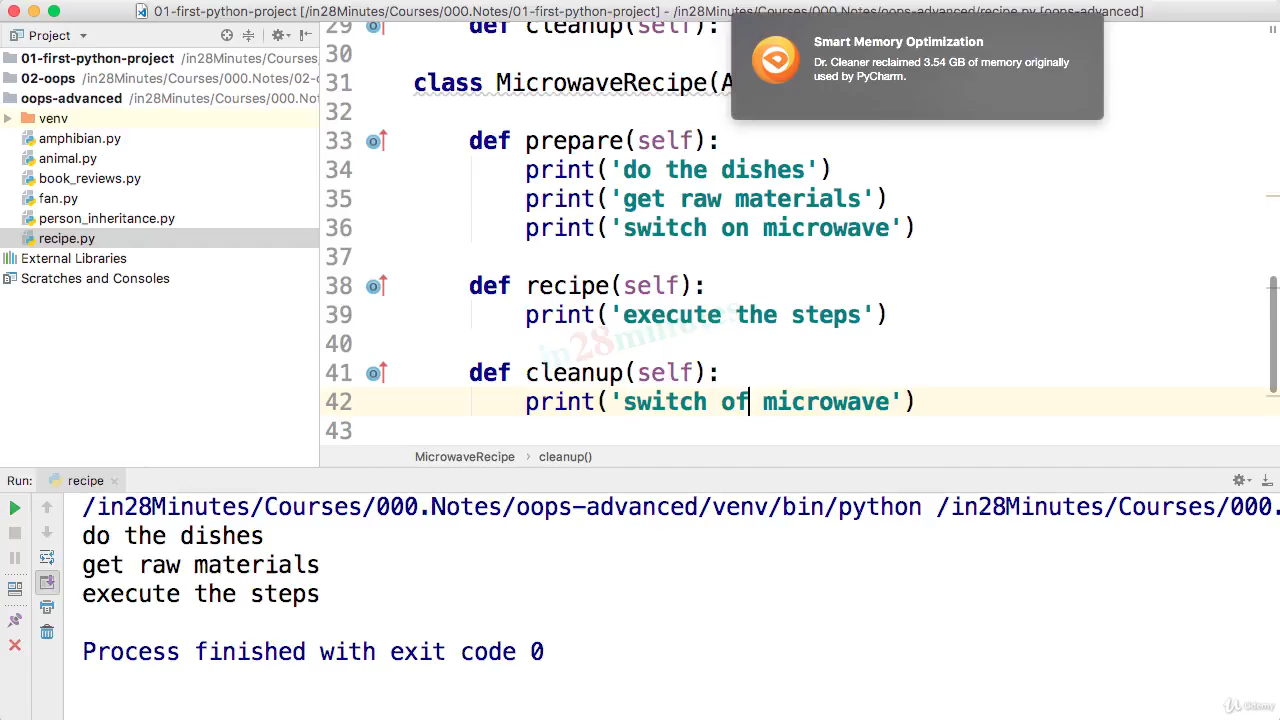 01-first-python-project [/in28Minutes/Courses/000.Notes/01-first-python-project] - /in28Minutes/Courses/000.Notes/oops-advanced/recipe.py [oops-advanced]
Smart Memory Optimization
Dr. Cleaner reclaimed 3.54 GB of memory originally
used by PyCharm.
Project
01-first-python-project /in28Minutes/Courses/
02-oops /in28Minutes/Courses/000.Notes/02-o
oops-advanced /in28Minutes/Courses/000.Not
venv
amphibian.py
animal.py
book_reviews.py
fan.py
person_inheritance.py
recipe.py
External Libraries
Scratches and Consoles
29 def cleanup(self):
30
31 class MicrowaveRecipe(A
32
33 def prepare(self):
34 print('do the dishes')
35 print('get raw materials')
36 print('switch on microwave')
37
38 def recipe(self):
39 print('execute the steps')
40
41 def cleanup(self):
42 print('switch of microwave')
43
in28minutes
MicrowaveRecipe › cleanup()
Run: recipe
/in28Minutes/Courses/000.Notes/oops-advanced/venv/bin/python /in28Minutes/Courses/000.
do the dishes
get raw materials
execute the steps
Process finished with exit code 0
Udemy